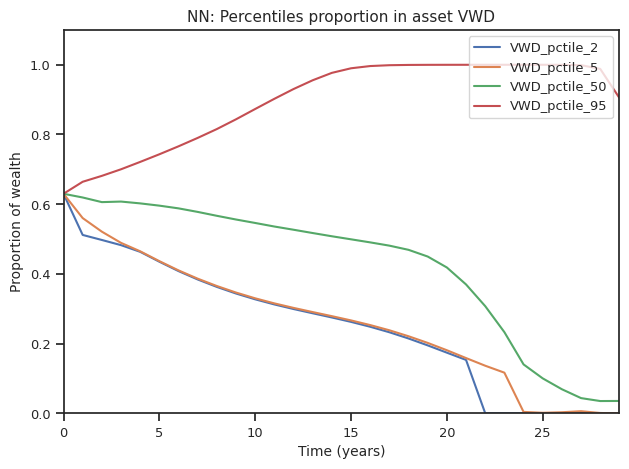 NN: Percentiles proportion in asset VWD
VWD_pctile_2
VWD_pctile_5
VWD_pctile_50
VWD_pctile_95
Proportion of wealth
1.0
0.8
0.6
0.4
0.2
0.0
0 5 10 15 20 25
Time (years)